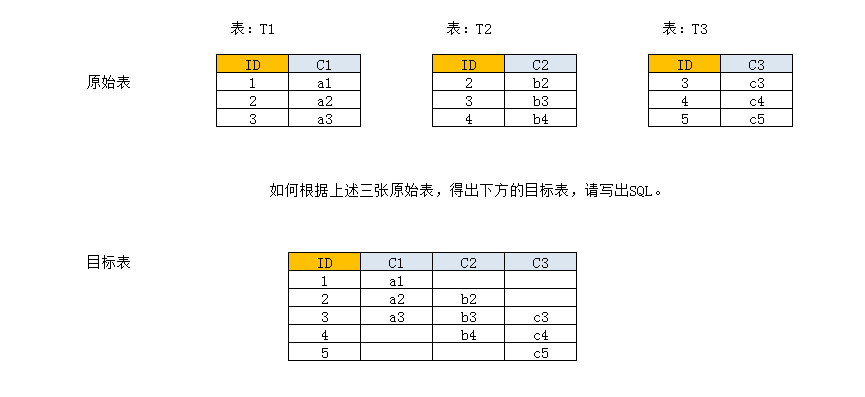 表：T1 表：T2 表：T3
原始表
ID C1 ID C2 ID C3
1 a1 2 b2 3 c3
2 a2 3 b3 4 c4
3 a3 4 b4 5 c5
如何根据上述三张原始表，得出下方的目标表，请写出SQL。
目标表
ID C1 C2 C3
1 a1
2 a2 b2
3 a3 b3 c3
4 b4 c4
5 c5